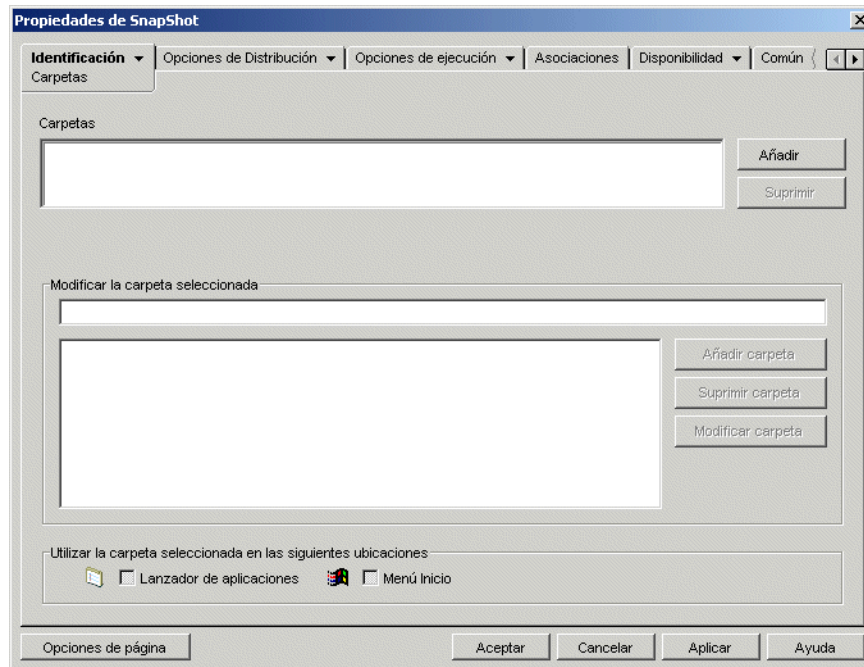 Propiedades de SnapShot
Identificación Opciones de Distribución Opciones de ejecución Asociaciones Disponibilidad Común
Carpetas
Carpetas
Añadir
Suprimir
Modificar la carpeta seleccionada
Añadir carpeta
Suprimir carpeta
Modificar carpeta
Utilizar la carpeta seleccionada en las siguientes ubicaciones
Lanzador de aplicaciones Menú Inicio
Opciones de página Aceptar Cancelar Aplicar Ayuda